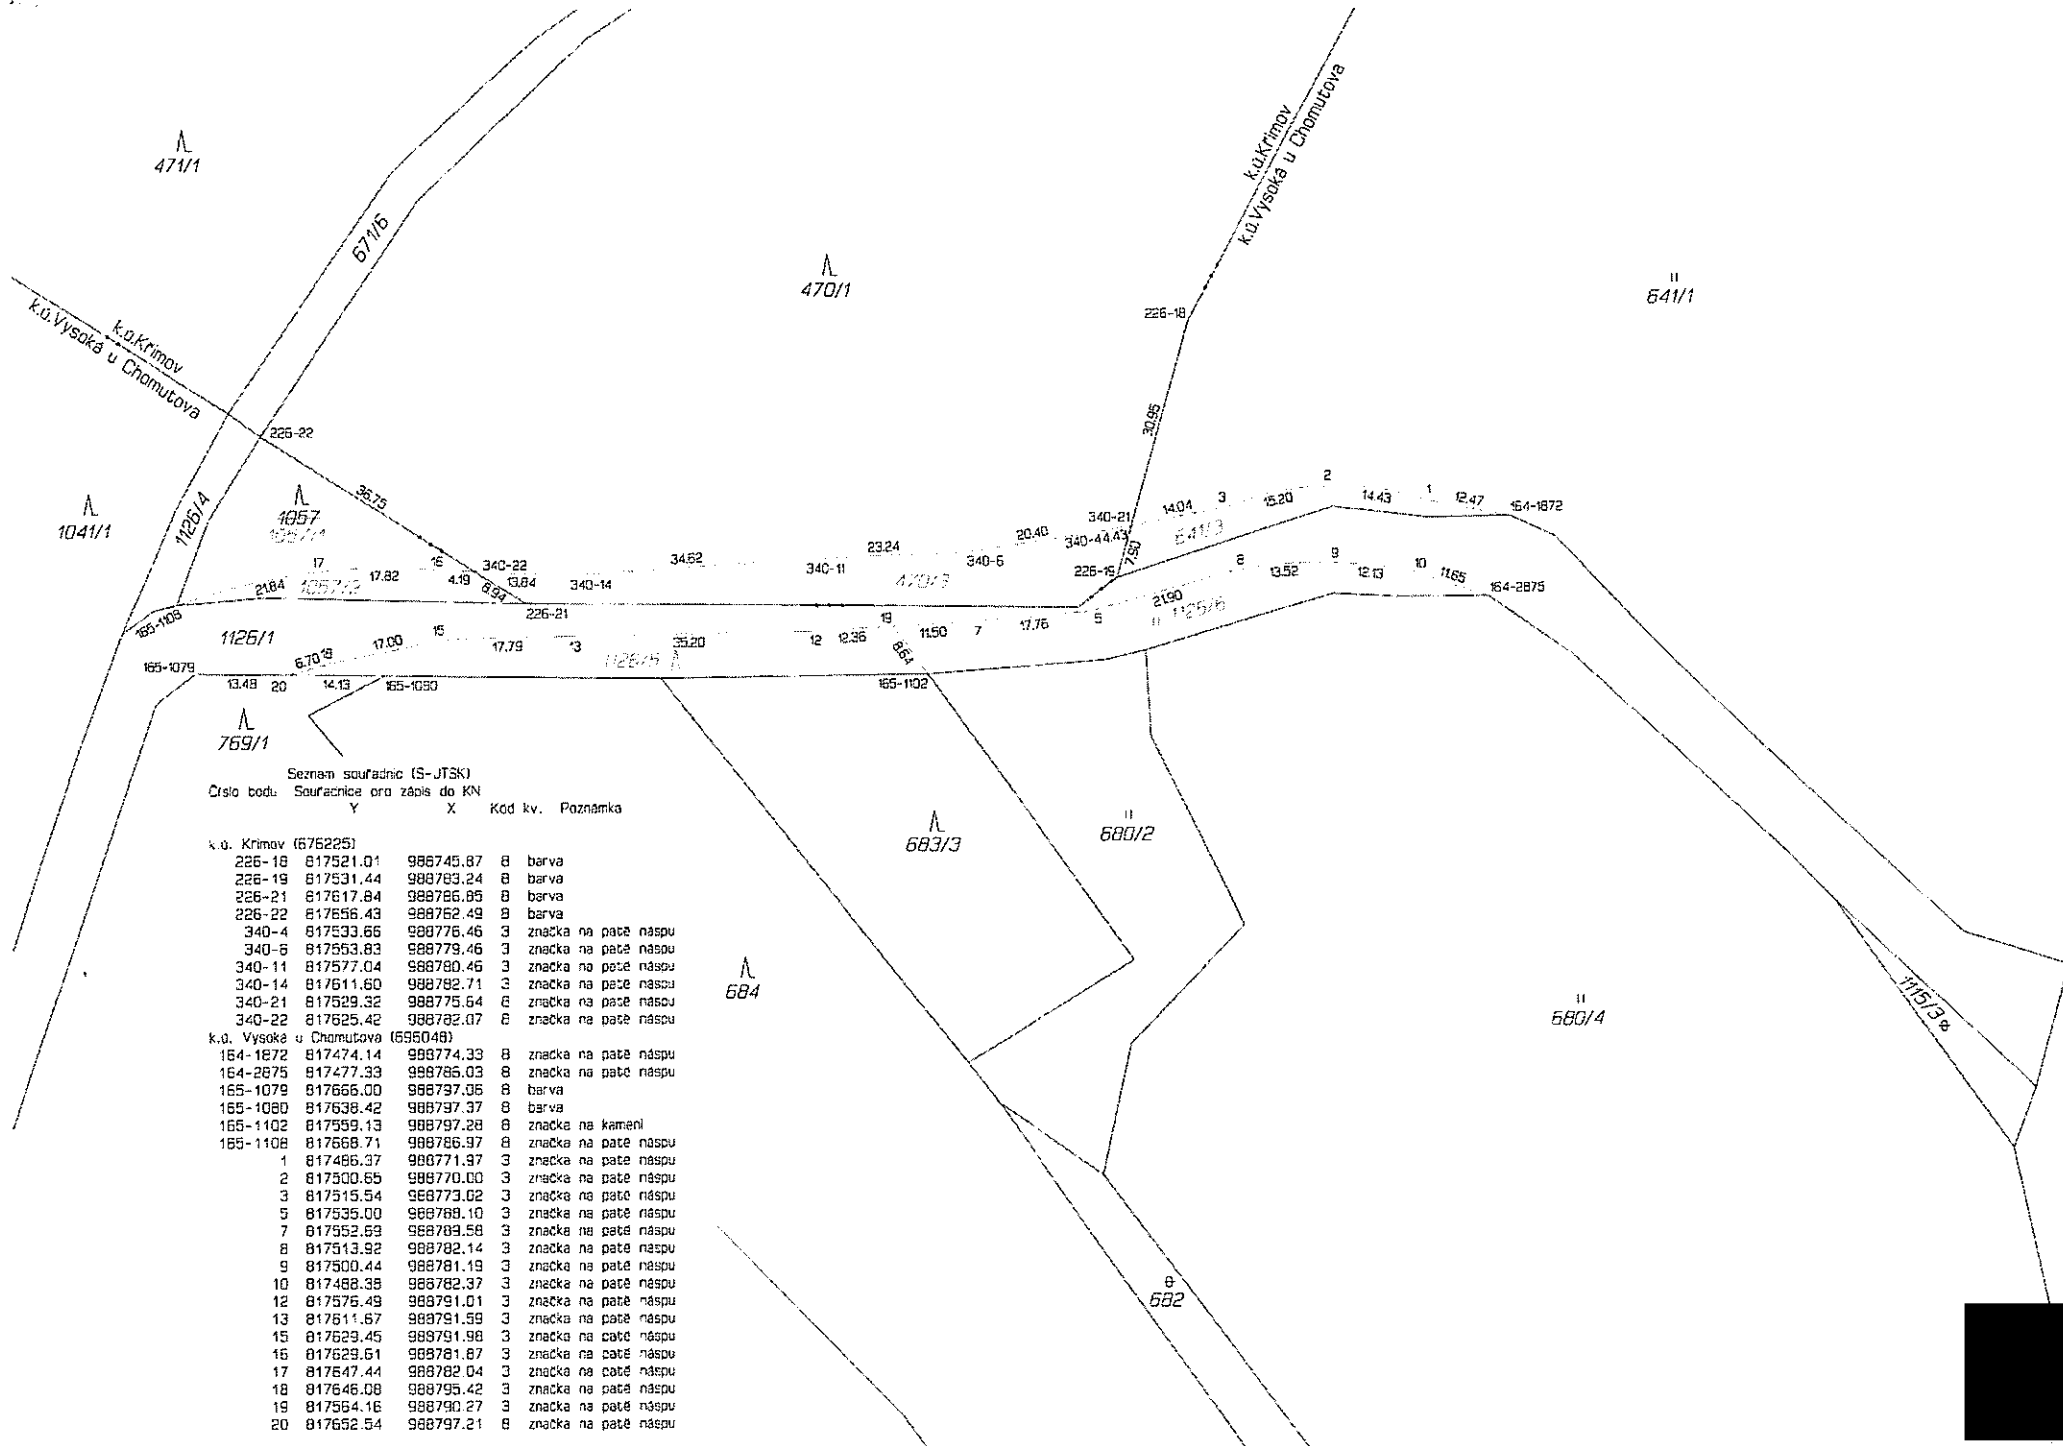 471/1
671/6
470/1
k.ú.Křimov
k.ú.Vysoká u Chomutova
641/1
226-18
k.ú.Křimov
k.ú.Vysoká u Chomutova
226-22
30.95
36.75
1041/1
1126/4
1057
1057/1
17
21.84
1057/2
17.82
16
4.19
340-22
8.94
13.84
340-14
34.62
340-11
23.24
470/3
340-6
20.40
340-21
340-4
4.43
7.90
226-19
14.04
3
641/3
15.20
2
14.43
1
12.47
164-1872
165-1108
1126/1
226-21
15
17.00
6.70
18
17.79
13
1126/5
35.20
12
12.36
19
11.50
7
17.76
5
21.90
1126/6
8
13.52
9
12.13
10
11.65
164-2875
8.64
165-1079
13.48
20
14.13
165-1080
165-1102
769/1
Seznam souřadnic (S-JTSK)
Číslo bodu Souřadnice pro zápis do KN
Y X Kód kv. Poznámka
k.ú. Křimov (676225)
226-18 817521.01 988745.87 8 barva
226-19 817531.44 988783.24 8 barva
226-21 817617.84 988786.85 8 barva
226-22 817656.43 988762.49 8 barva
340-4 817533.66 988776.46 3 značka na patě náspu
340-6 817553.83 988779.46 3 značka na patě náspu
340-11 817577.04 988780.46 3 značka na patě náspu
340-14 817611.60 988782.71 3 značka na patě náspu
340-21 817529.32 988775.64 8 značka na patě náspu
340-22 817625.42 988782.07 8 značka na patě náspu
k.ú. Vysoká u Chomutova (695048)
164-1872 817474.14 988774.33 8 značka na patě náspu
164-2875 817477.33 988786.03 8 značka na patě náspu
165-1079 817666.00 988797.06 8 barva
165-1080 817638.42 988797.37 8 barva
165-1102 817559.13 988797.28 8 značka na kameni
165-1108 817668.71 988786.97 8 značka na patě náspu
1 817486.37 988771.97 3 značka na patě náspu
2 817500.65 988770.00 3 značka na patě náspu
3 817515.54 988773.02 3 značka na patě náspu
5 817535.00 988788.10 3 značka na patě náspu
7 817552.69 988789.58 3 značka na patě náspu
8 817513.92 988782.14 3 značka na patě náspu
9 817500.44 988781.19 3 značka na patě náspu
10 817488.38 988782.37 3 značka na patě náspu
12 817576.49 988791.01 3 značka na patě náspu
13 817611.67 988791.59 3 značka na patě náspu
15 817629.45 988791.98 3 značka na patě náspu
16 817629.61 988781.87 3 značka na patě náspu
17 817647.44 988782.04 3 značka na patě náspu
18 817646.08 988795.42 3 značka na patě náspu
19 817564.16 988790.27 3 značka na patě náspu
20 817652.54 988797.21 8 značka na patě náspu
683/3
680/2
684
680/4
1115/3
682